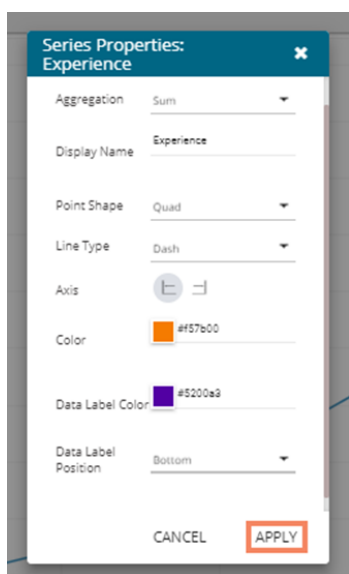 Series Properties:
Experience
Aggregation Sum
Display Name Experience
Point Shape Quad
Line Type Dash
Axis
Color #f57b00
Data Label Color #5200a3
Data Label
Position Bottom
CANCEL APPLY